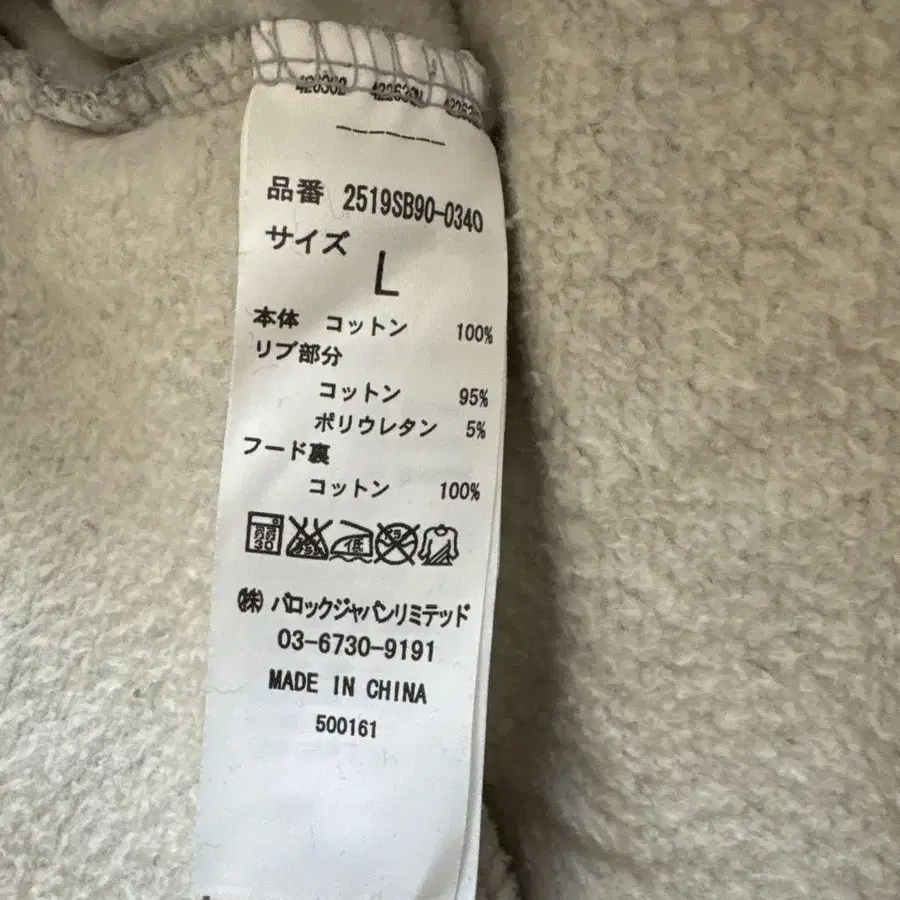 品番 2519SB90-0340
サイズ
L
本体 コットン 100%
リブ部分
コットン 95%
ポリウレタン 5%
フード裏
コットン 100%
30
低
㈱ バロックジャパンリミテッド
03-6730-9191
MADE IN CHINA
500161